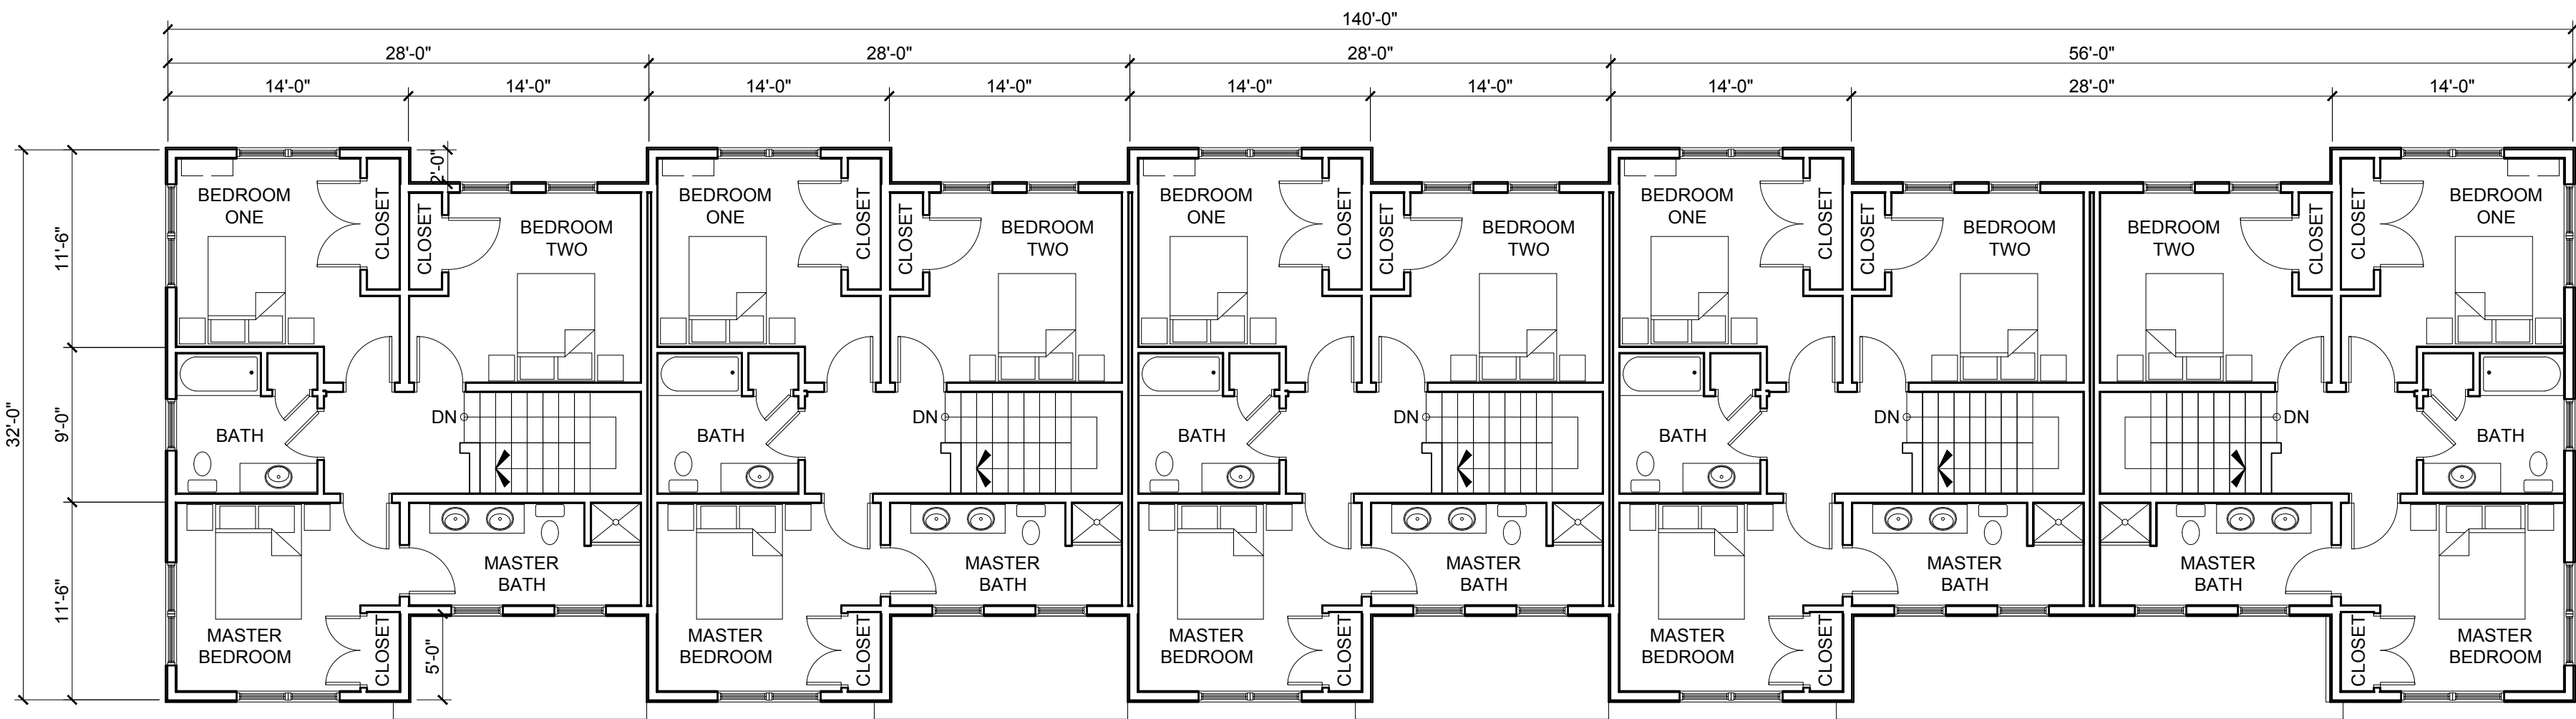 140'-0"
28'-0" 28'-0" 28'-0" 56'-0"
14'-0" 14'-0" 14'-0" 14'-0" 14'-0" 14'-0" 14'-0" 28'-0" 14'-0"
32'-0"
11'-6"
9'-0"
11'-6"
2'-0"
5'-0"
BEDROOM
ONE
CLOSET
CLOSET
BEDROOM
TWO
BATH
DN
MASTER
BATH
MASTER
BEDROOM
CLOSET
BEDROOM
ONE
CLOSET
CLOSET
BEDROOM
TWO
BATH
DN
MASTER
BATH
MASTER
BEDROOM
CLOSET
BEDROOM
ONE
CLOSET
CLOSET
BEDROOM
TWO
BATH
DN
MASTER
BATH
MASTER
BEDROOM
CLOSET
BEDROOM
ONE
CLOSET
CLOSET
BEDROOM
TWO
BATH
DN
MASTER
BATH
MASTER
BEDROOM
CLOSET
BEDROOM
TWO
CLOSET
CLOSET
BEDROOM
ONE
DN
BATH
MASTER
BATH
CLOSET
MASTER
BEDROOM